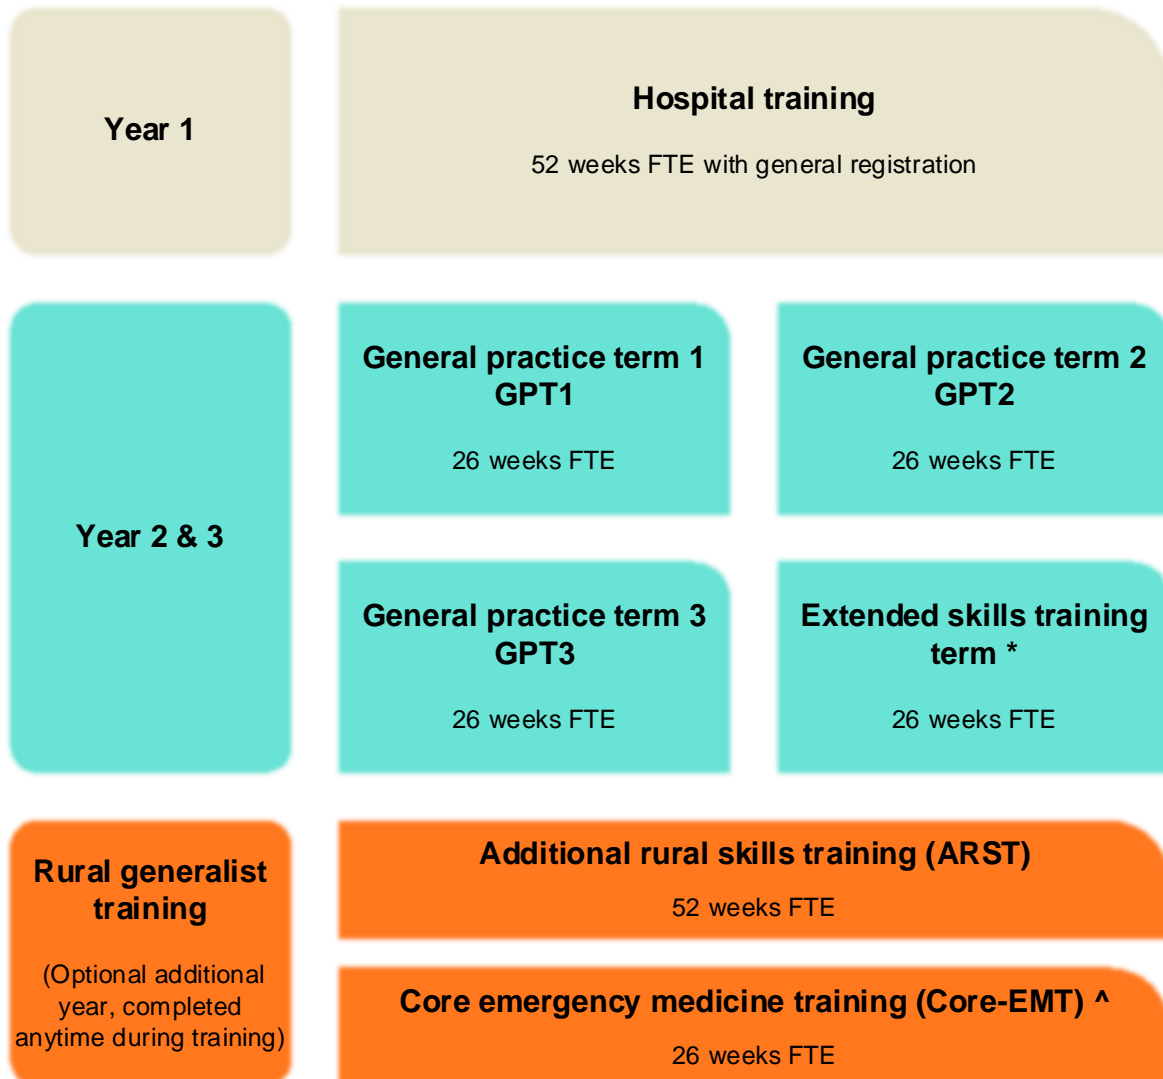 Year 1
Hospital training
52 weeks FTE with general registration
Year 2 & 3
General practice term 1
GPT1
26 weeks FTE
General practice term 2
GPT2
26 weeks FTE
General practice term 3
GPT3
26 weeks FTE
Extended skills training
term *
26 weeks FTE
Rural generalist
training
(Optional additional
year, completed
anytime during training)
Additional rural skills training (ARST)
52 weeks FTE
Core emergency medicine training (Core-EMT) ^
26 weeks FTE